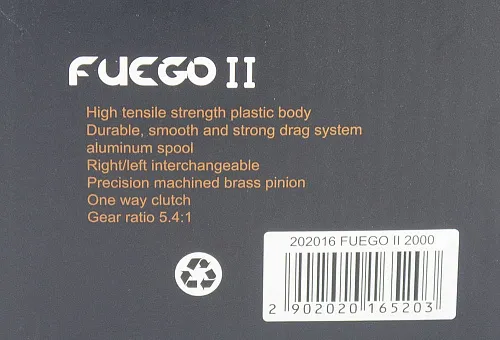 FUEGO II
High tensile strength plastic body
Durable, smooth and strong drag system
aluminum spool
Right/left interchangeable
Precision machined brass pinion
One way clutch
Gear ratio 5.4:1
202016 FUEGO II 2000
2 902020 165203